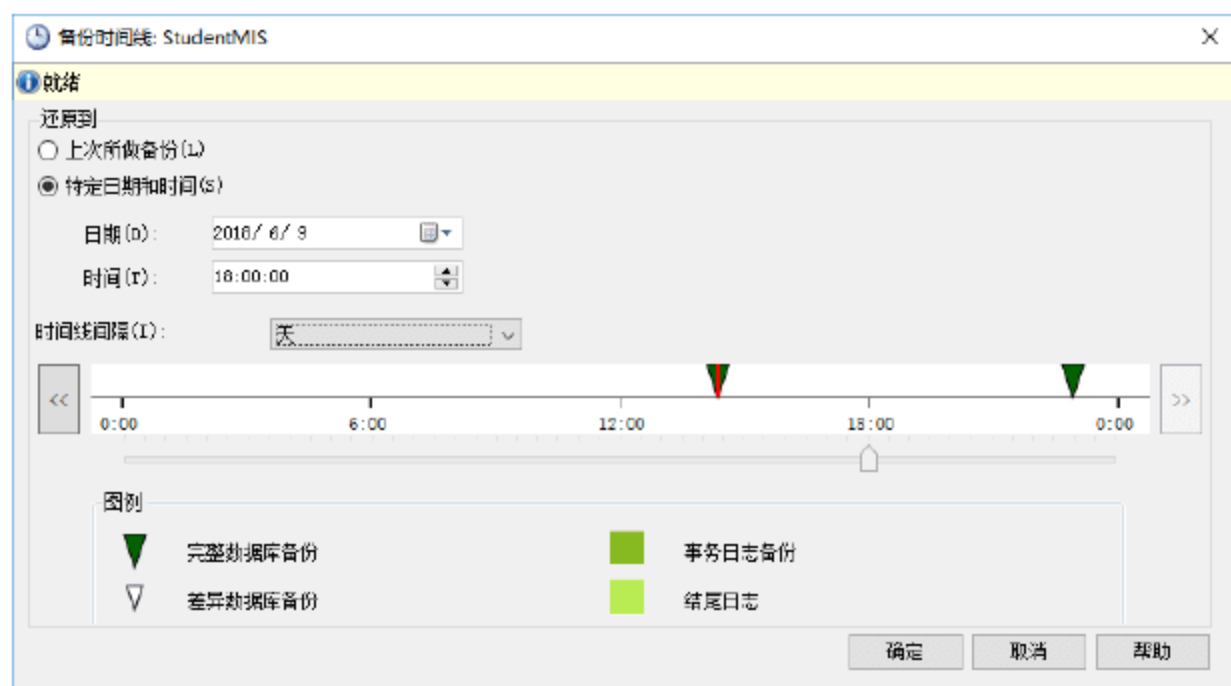 备份时间线: StudentMIS
就绪
还原到
上次所做备份(L)
特定日期和时间(S)
日期(D):
2018/ 6/ 9
时间(T):
18:00:00
时间线间隔(I):
天
<<
>>
0:00 6:00 12:00 18:00 0:00
图例
完整数据库备份 事务日志备份
差异数据库备份 结尾日志
确定 取消 帮助